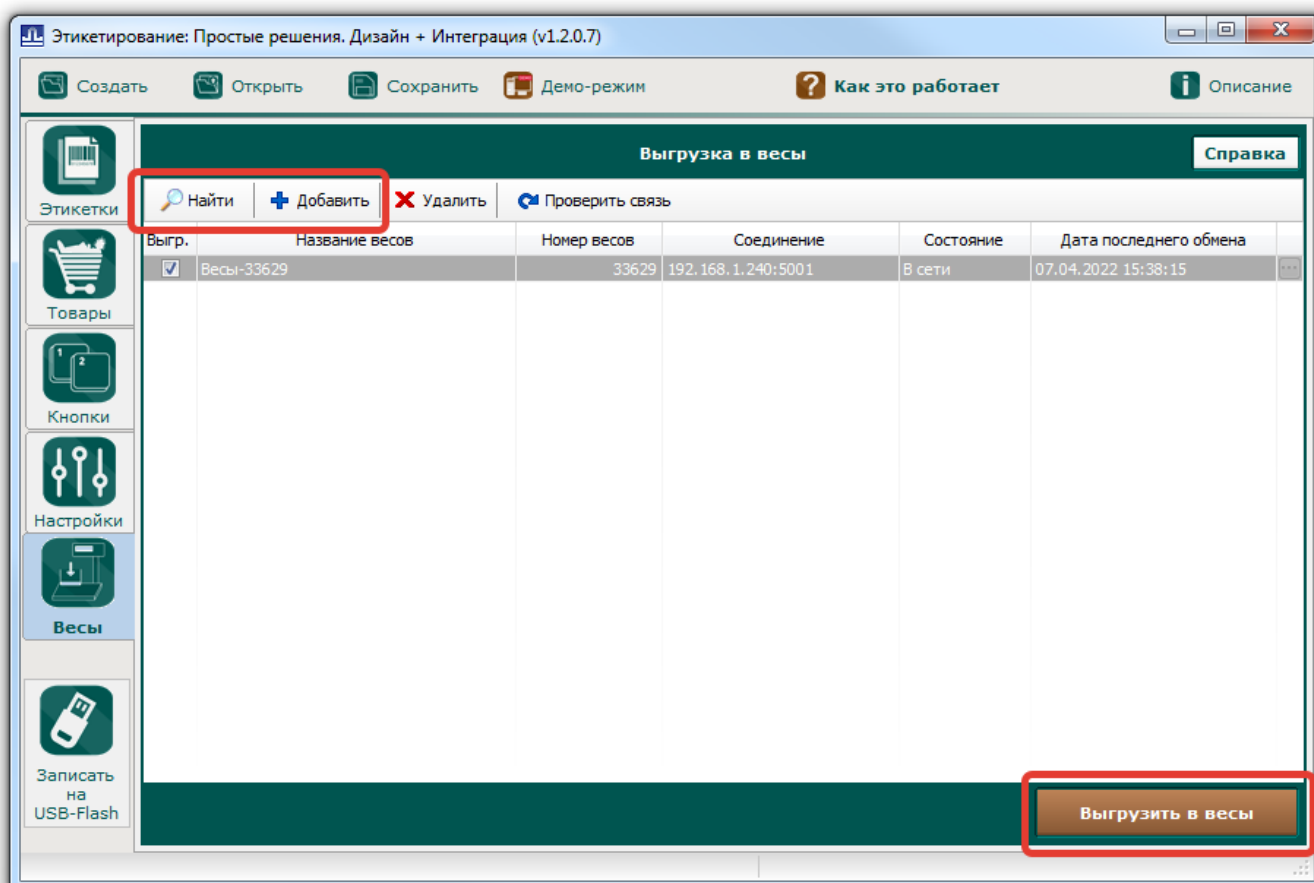 Этикетирование: Простые решения. Дизайн + Интеграция (v1.2.0.7)
Создать Открыть Сохранить Демо-режим Как это работает Описание
Выгрузка в весы Справка
Этикетки
Найти Добавить Удалить Проверить связь
Выгр. Название весов Номер весов Соединение Состояние Дата последнего обмена
Весы-33629 33629 192.168.1.240:5001 В сети 07.04.2022 15:38:15 ...
Товары
1 2
Кнопки
Настройки
Весы
Записать
на
USB-Flash
Выгрузить в весы